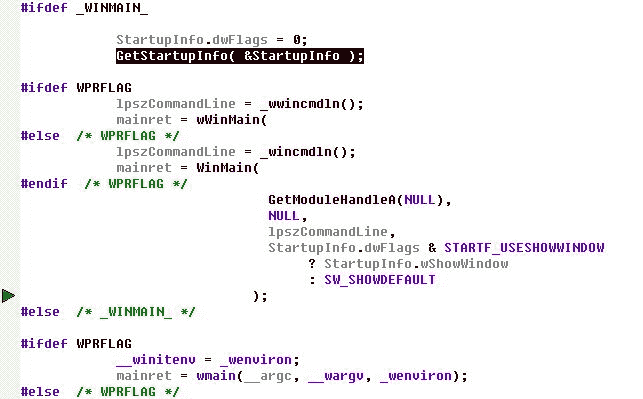 #ifdef _WINMAIN_
StartupInfo.dwFlags = 0;
GetStartupInfo( &StartupInfo );
#ifdef WPRFLAG
lpszCommandLine = _wwincmdln();
mainret = wWinMain(
#else /* WPRFLAG */
lpszCommandLine = _wincmdln();
mainret = WinMain(
#endif /* WPRFLAG */
GetModuleHandleA(NULL),
NULL,
lpszCommandLine,
StartupInfo.dwFlags & STARTF_USESHOWWINDOW
? StartupInfo.wShowWindow
: SW_SHOWDEFAULT
);
#else /* _WINMAIN_ */
#ifdef WPRFLAG
__winitenv = _wenviron;
mainret = wmain(__argc, __wargv, _wenviron);
#else /* WPRFLAG */